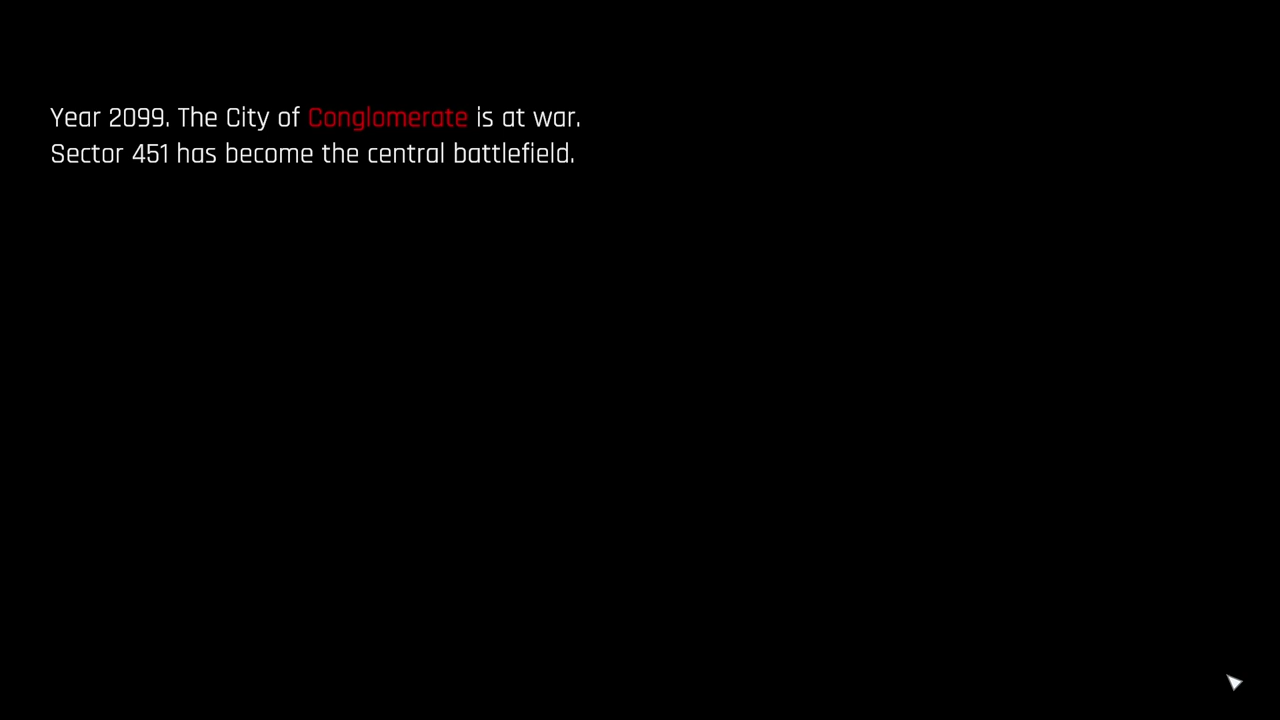 Year 2099. The City of Conglomerate is at war.
Sector 451 has become the central battlefield.